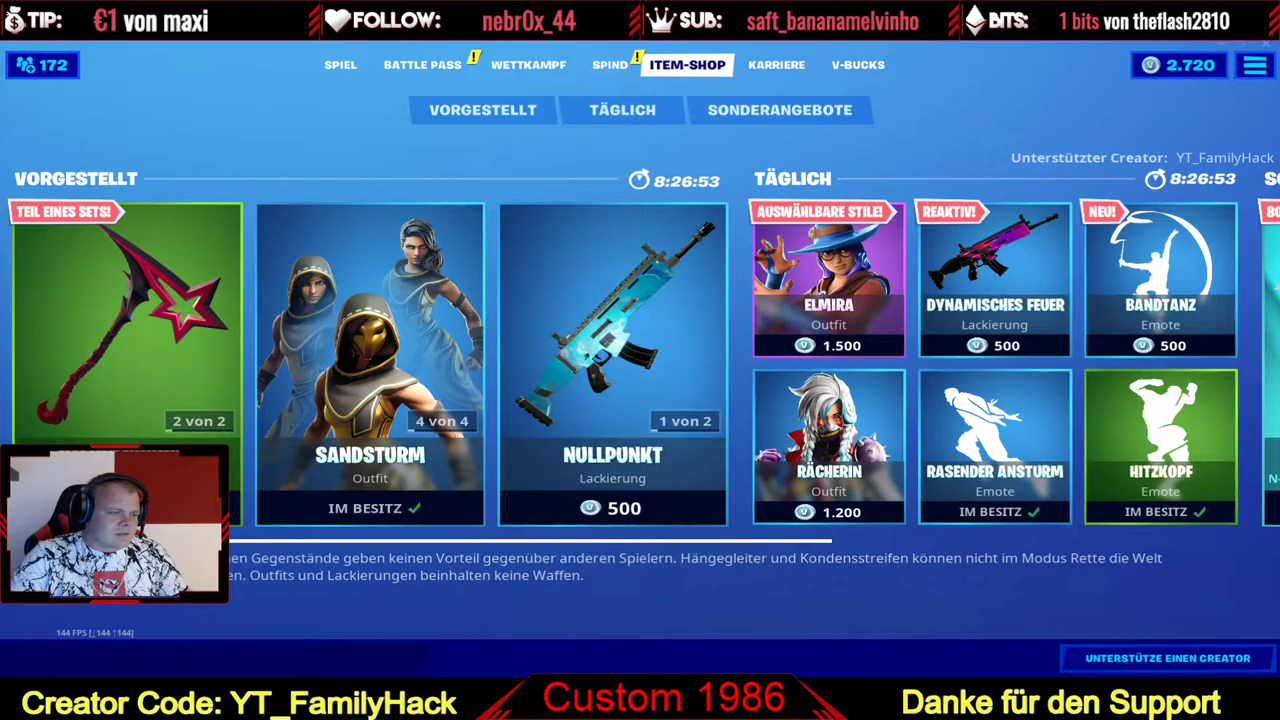 TIP: €1 von maxi
FOLLOW: nebr0x_44
SUB: saft_bananamelvinho
BITS: 1 bits von theflash2810
172
SPIEL
BATTLE PASS
!
WETTKAMPF
SPIND
!
ITEM-SHOP
KARRIERE
V-BUCKS
2.720
VORGESTELLT
TÄGLICH
SONDERANGEBOTE
Unterstützter Creator: YT_FamilyHack
VORGESTELLT
8:26:53
TEIL EINES SETS!
2 von 2
4 von 4
SANDSTURM
Outfit
IM BESITZ
1 von 2
NULLPUNKT
Lackierung
500
TÄGLICH
8:26:53
AUSWÄHLBARE STILE!
ELMIRA
Outfit
1.500
REAKTIV!
DYNAMISCHES FEUER
Lackierung
500
NEU!
BANDTANZ
Emote
500
RÄCHERIN
Outfit
1.200
RASENDER ANSTURM
Emote
IM BESITZ
HITZKOPF
Emote
IM BESITZ
80
N-
en Gegenstände geben keinen Vorteil gegenüber anderen Spielern. Hängegleiter und Kondensstreifen können nicht im Modus Rette die Welt
en. Outfits und Lackierungen beinhalten keine Waffen.
144 FPS [↓144 ↑144]
UNTERSTÜTZE EINEN CREATOR
Creator Code: YT_FamilyHack
Custom 1986
Danke für den Support